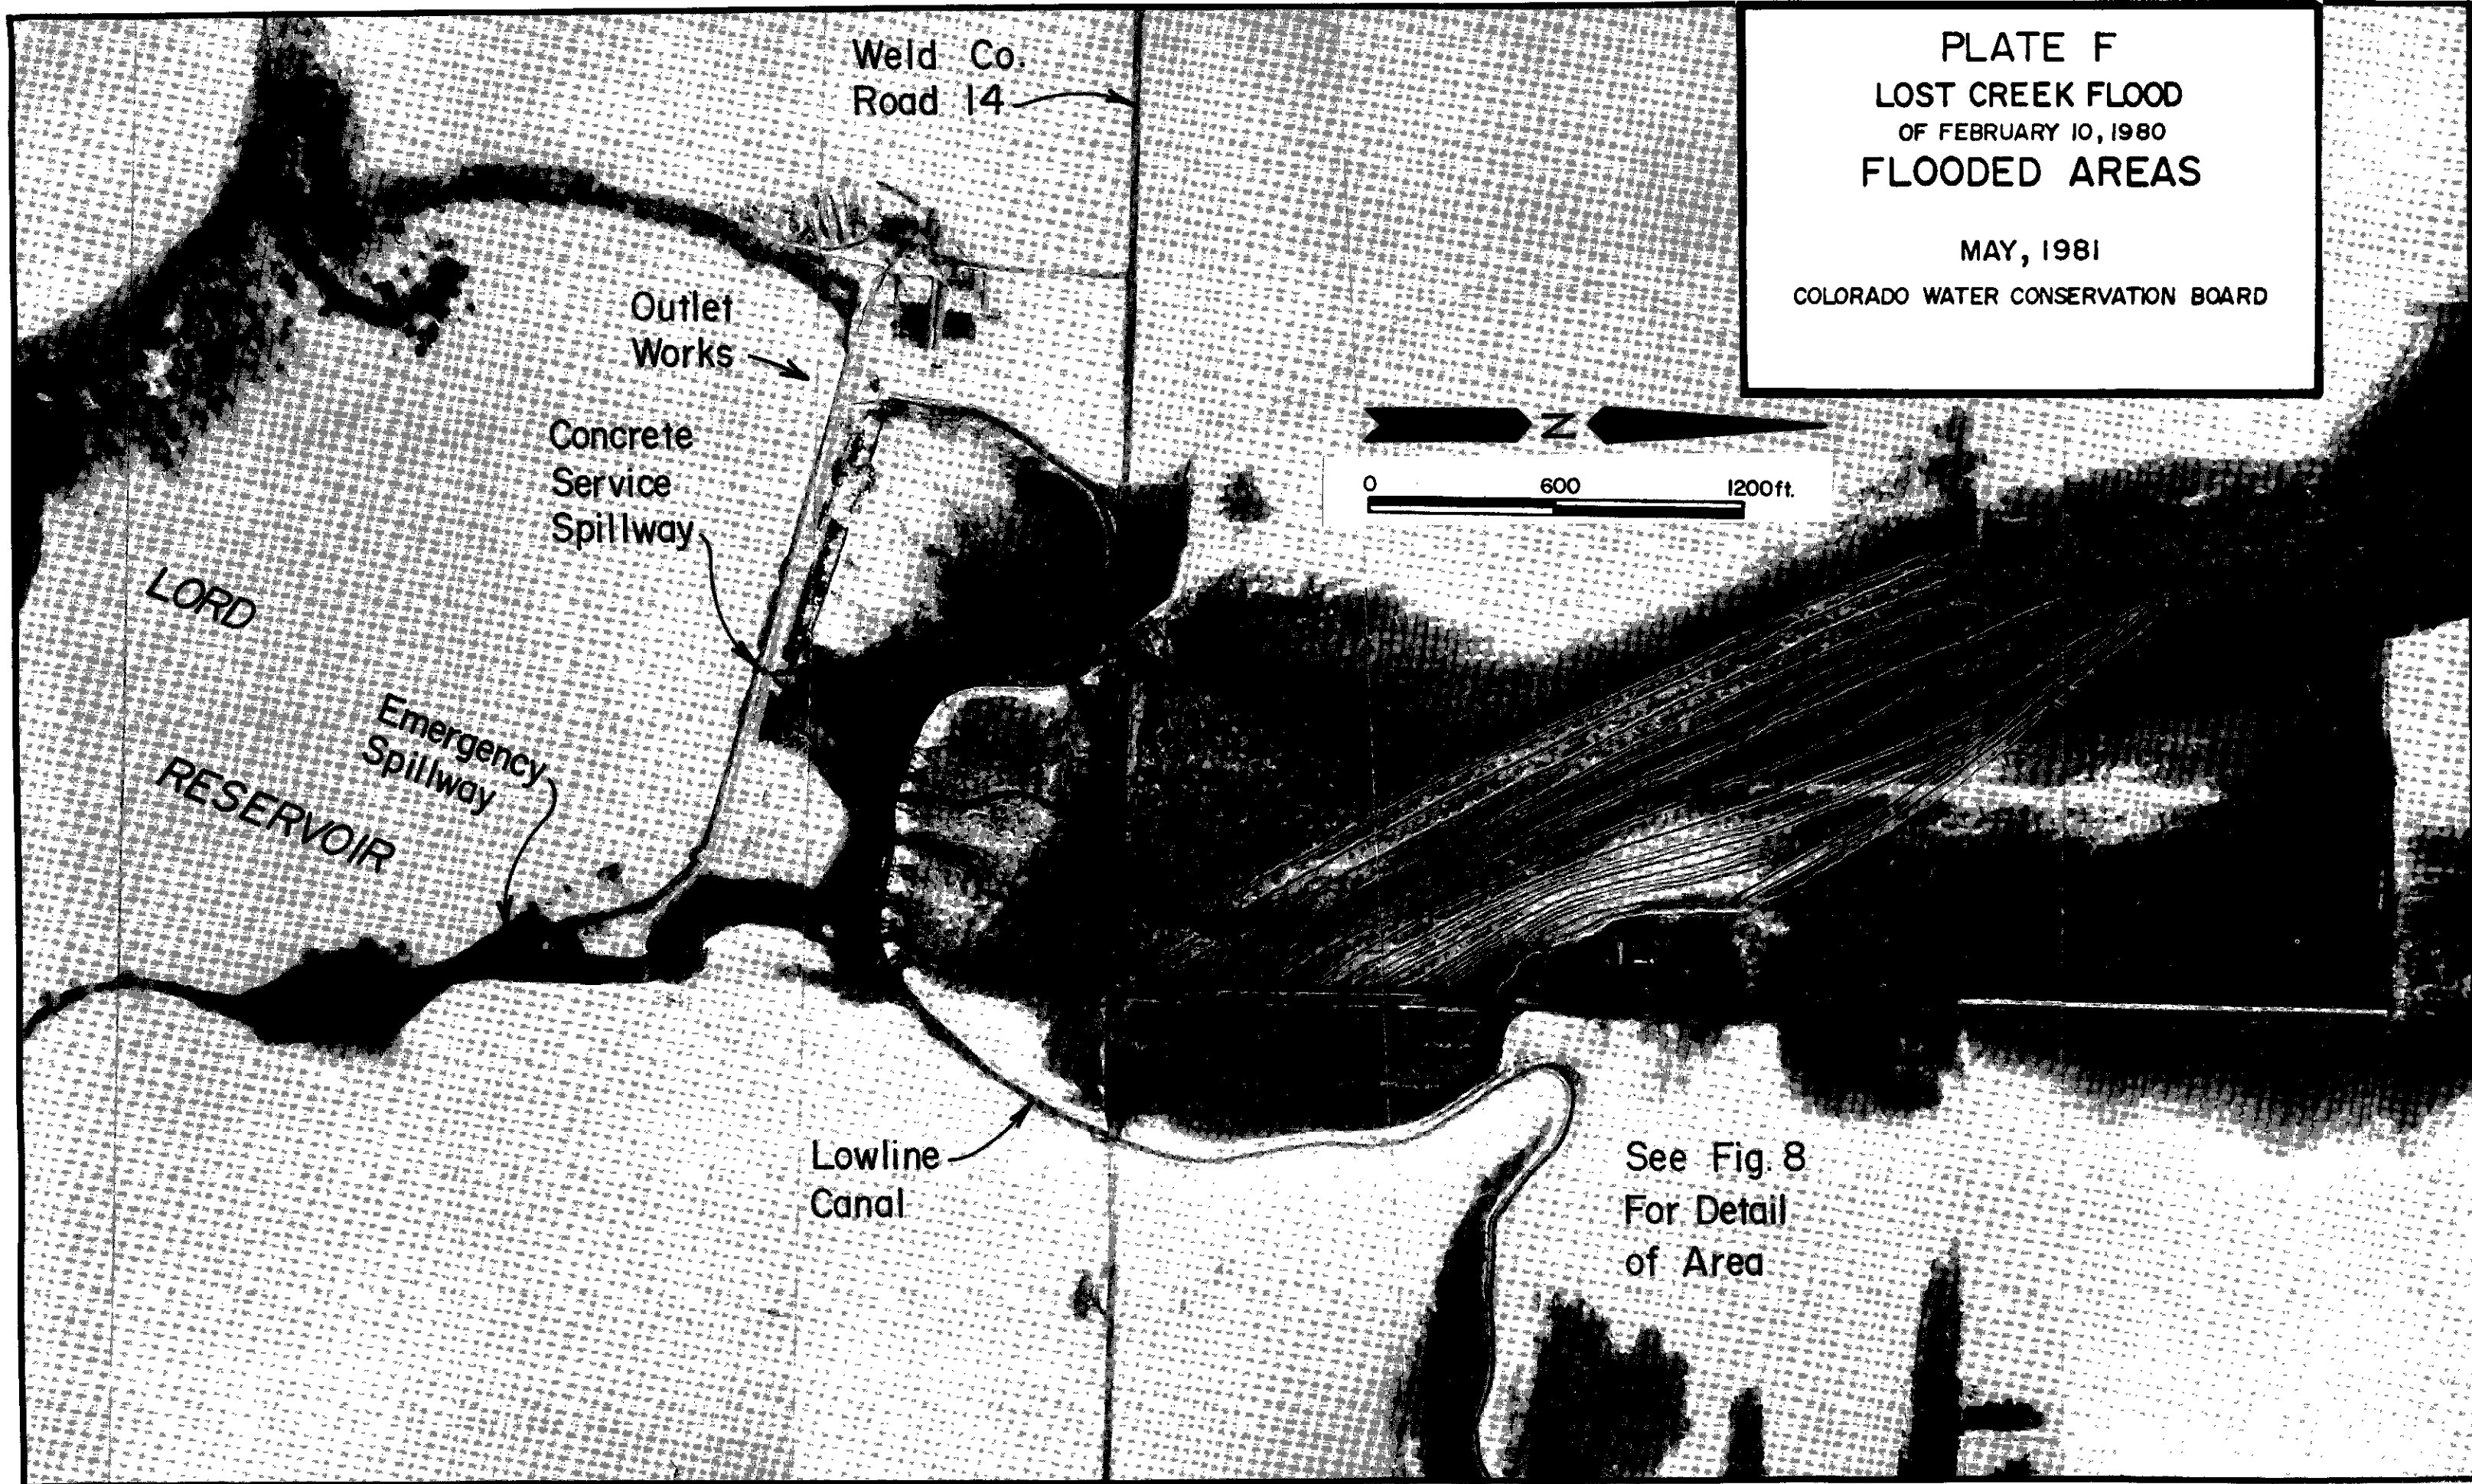 PLATE F
LOST CREEK FLOOD
OF FEBRUARY 10, 1980
FLOODED AREAS
MAY, 1981
COLORADO WATER CONSERVATION BOARD
Weld Co.
Road 14
Outlet
Works
Concrete
Service
Spillway
N
0 600 1200ft.
LORD
RESERVOIR
Emergency
Spillway
Lowline
Canal
See Fig. 8
For Detail
of Area